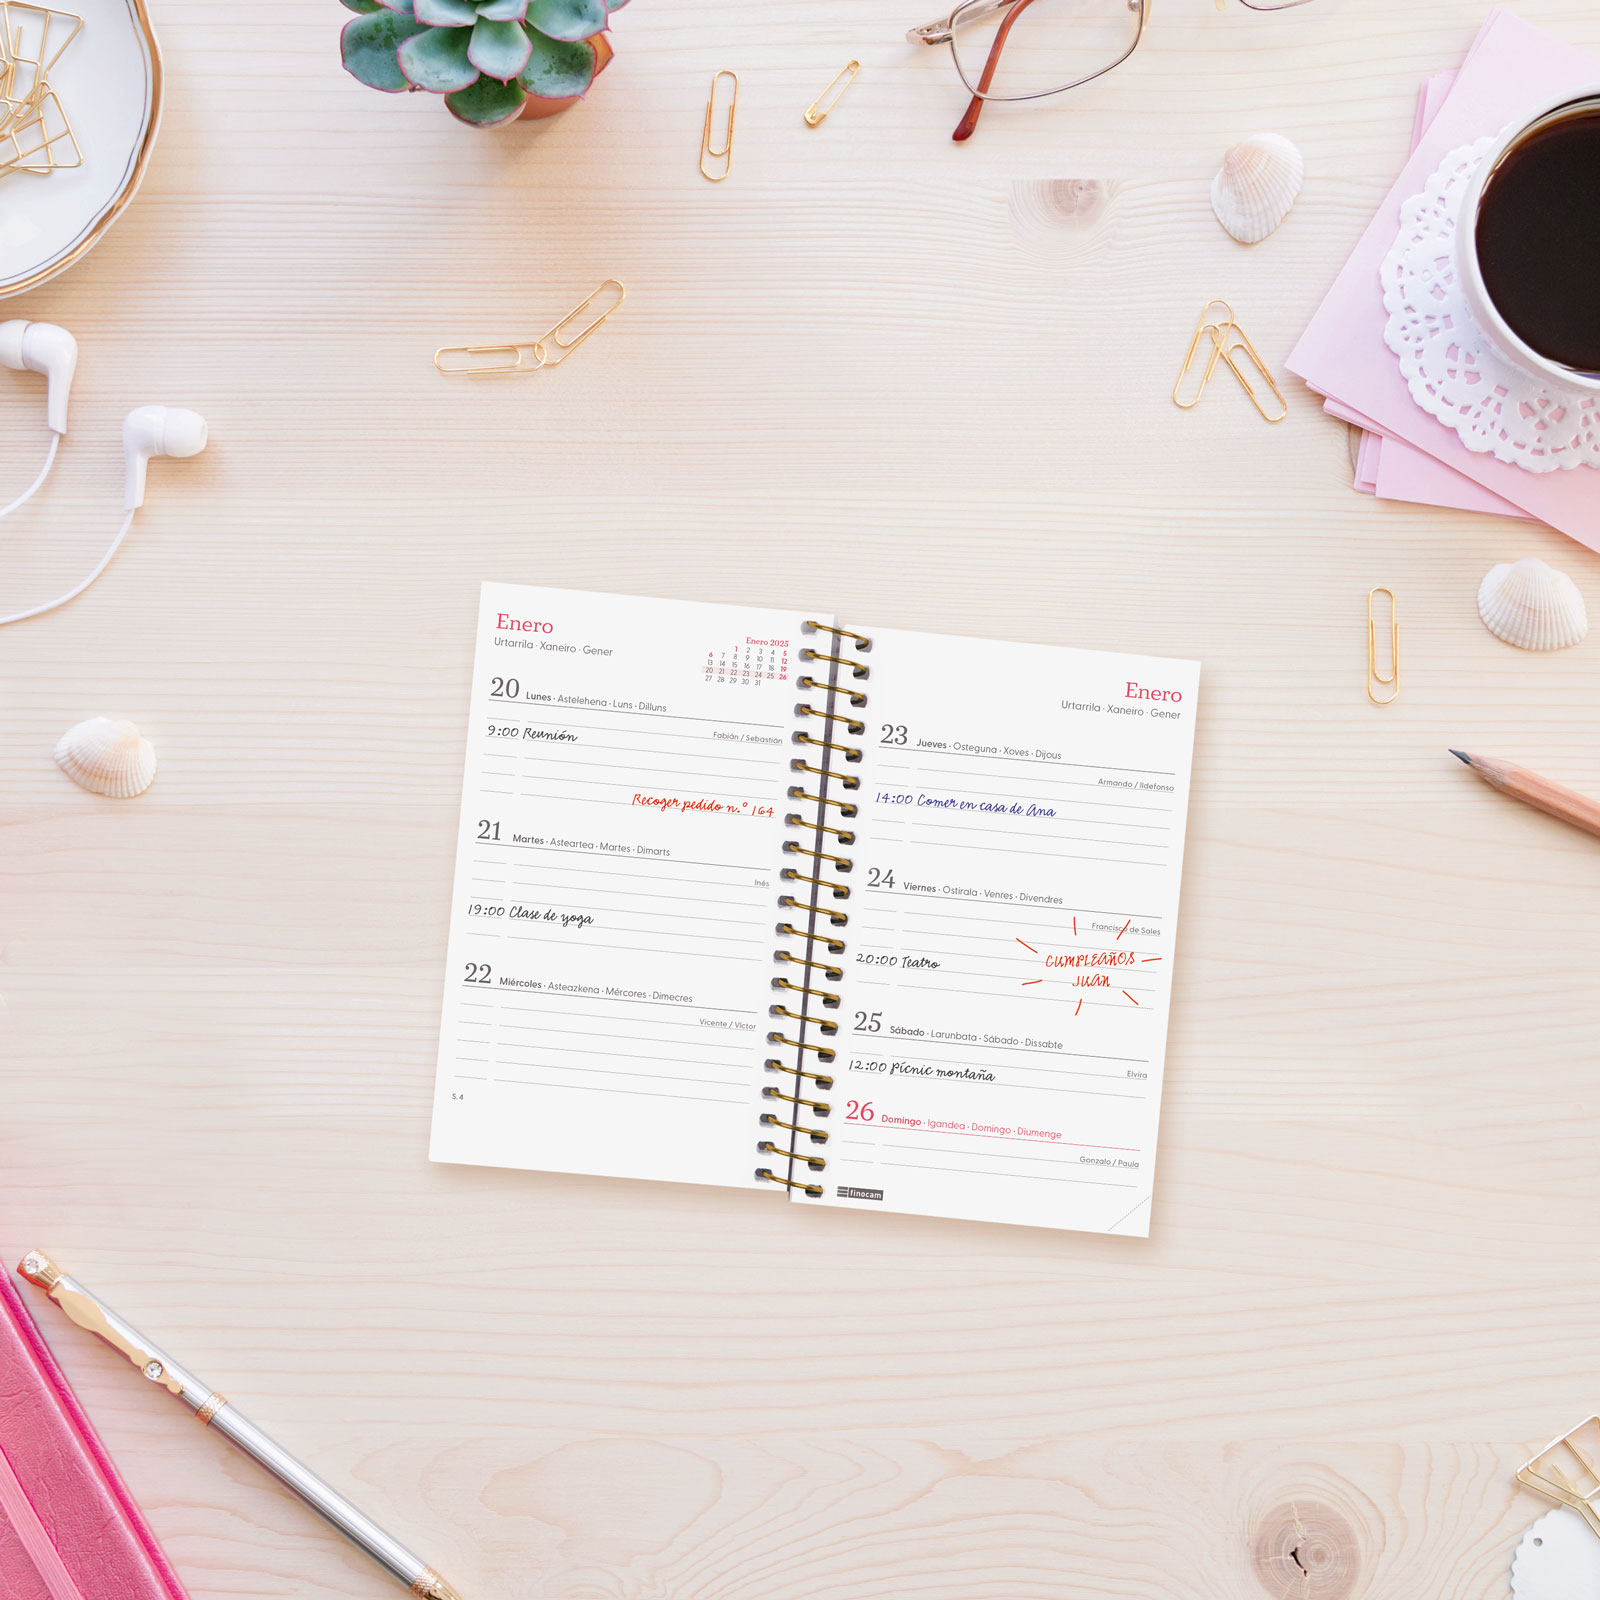 Enero
Urtarrila · Xaneiro · Gener
Enero 2025
1 2 3 4 5
6 7 8 9 10 11 12
13 14 15 16 17 18 19
20 21 22 23 24 25 26
27 28 29 30 31
20 Lunes · Astelehena · Luns · Dilluns
Fabián / Sebastián
9:00 Reunión
Recoger pedido n.º 164
21 Martes · Asteartea · Martes · Dimarts
Inés
19:00 Clase de yoga
22 Miércoles · Asteazkena · Mércores · Dimecres
Vicente / Víctor
S. 4
Enero
Urtarrila · Xaneiro · Gener
23 Jueves · Osteguna · Xoves · Dijous
Armando / Ildefonso
14:00 Comer en casa de Ana
24 Viernes · Ostirala · Venres · Divendres
Francisco de Sales
CUMPLEAÑOS
JUAN
20:00 Teatro
25 Sábado · Larunbata · Sábado · Dissabte
Elvira
12:00 Pícnic montaña
26 Domingo · Igandea · Domingo · Diumenge
Gonzalo / Paula
finocam